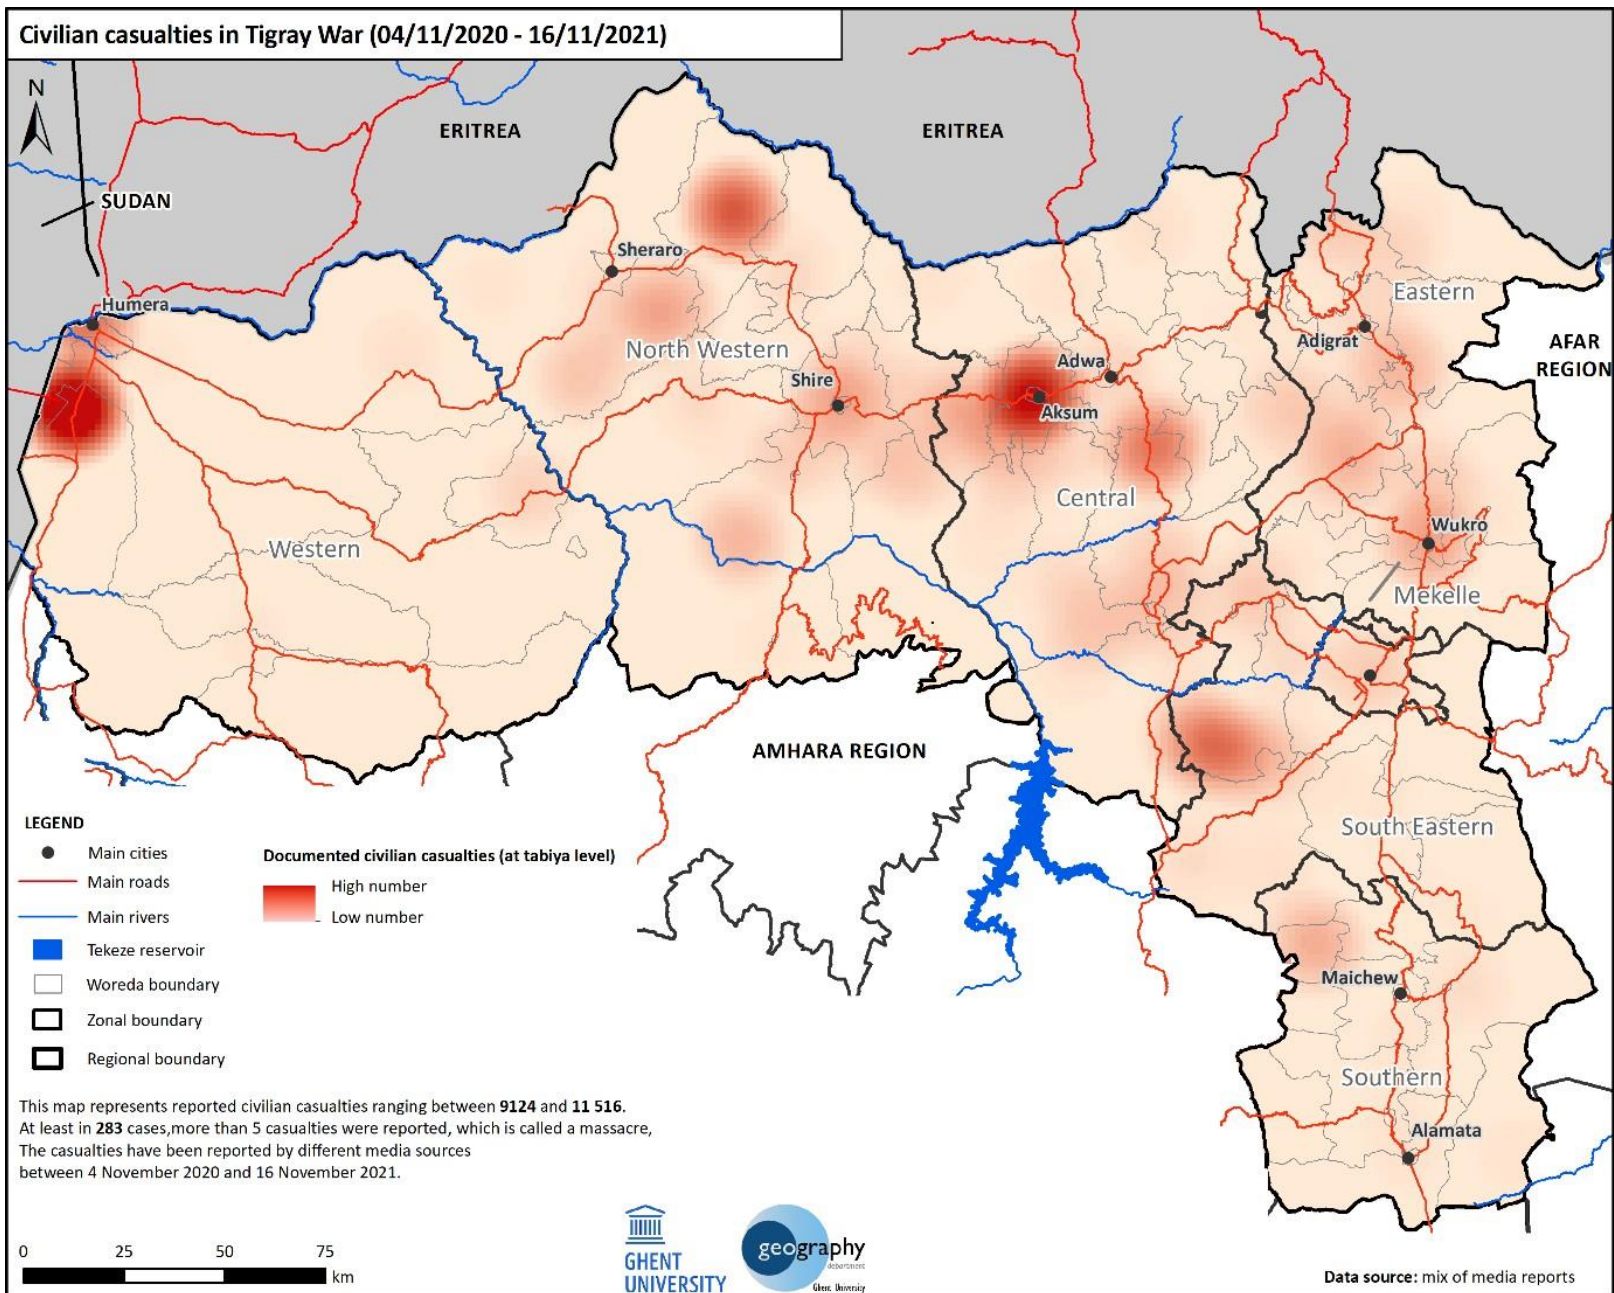 Civilian casualties in Tigray War (04/11/2020 - 16/11/2021)
N
ERITREA
ERITREA
SUDAN
Sheraro
Humera
Eastern
Adigrat
AFAR
REGION
North Western
Adwa
Shire
Aksum
Central
Wukro
Western
Mekelle
AMHARA REGION
South Eastern
Maichew
Southern
Alamata
LEGEND
Main cities
Main roads
Main rivers
Tekeze reservoir
Woreda boundary
Zonal boundary
Regional boundary
Documented civilian casualties (at tabiya level)
High number
Low number
This map represents reported civilian casualties ranging between 9124 and 11 516.
At least in 283 cases,more than 5 casualties were reported, which is called a massacre,
The casualties have been reported by different media sources
between 4 November 2020 and 16 November 2021.
0 25 50 75
km
GHENT
UNIVERSITY
geography
department
Ghent University
Data source: mix of media reports